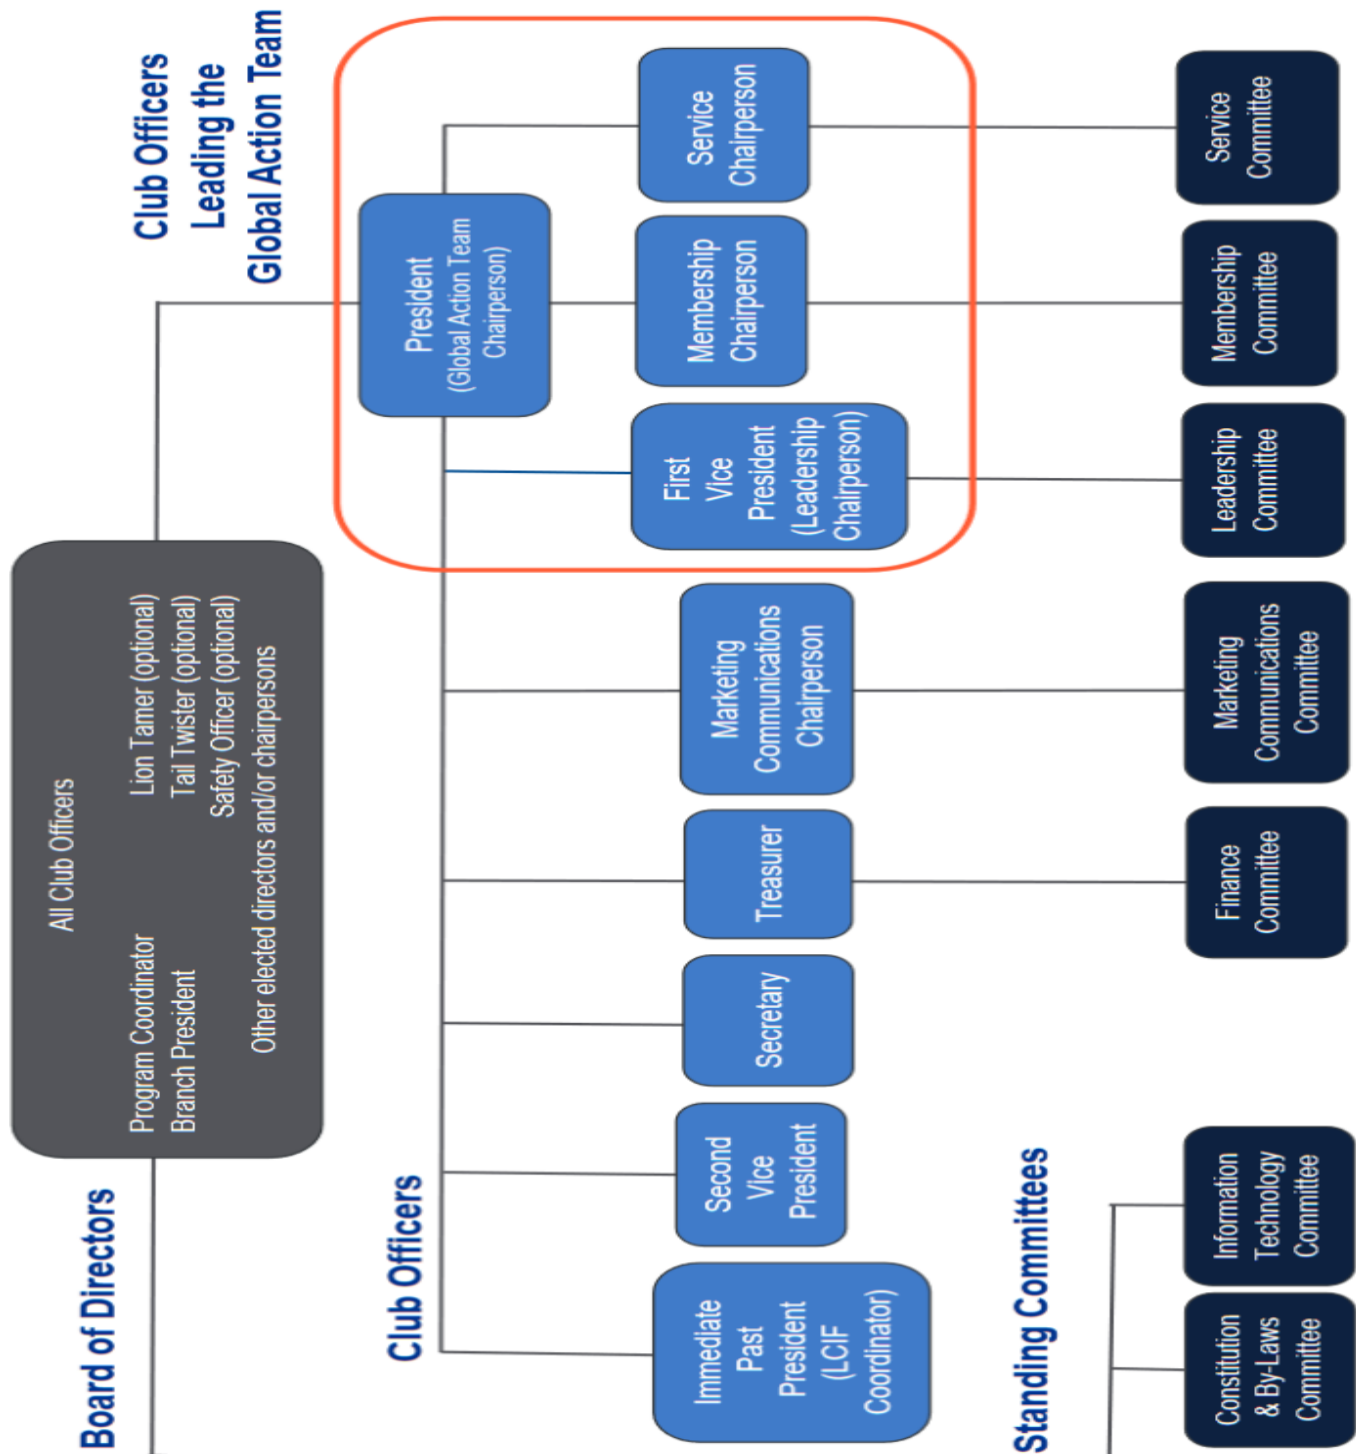 Board of Directors
All Club Officers
Program Coordinator
Lion Tamer (optional)
Branch President
Tail Twister (optional)
Safety Officer (optional)
Other elected directors and/or chairpersons
Club Officers
Leading the
Global Action Team
President
(Global Action Team
Chairperson)
Club Officers
Immediate
Past
President
(LCIF
Coordinator)
Second
Vice
President
Secretary
Treasurer
Marketing
Communications
Chairperson
First
Vice
President
(Leadership
Chairperson)
Membership
Chairperson
Service
Chairperson
Standing Committees
Constitution
& By-Laws
Committee
Information
Technology
Committee
Finance
Committee
Marketing
Communications
Committee
Leadership
Committee
Membership
Committee
Service
Committee